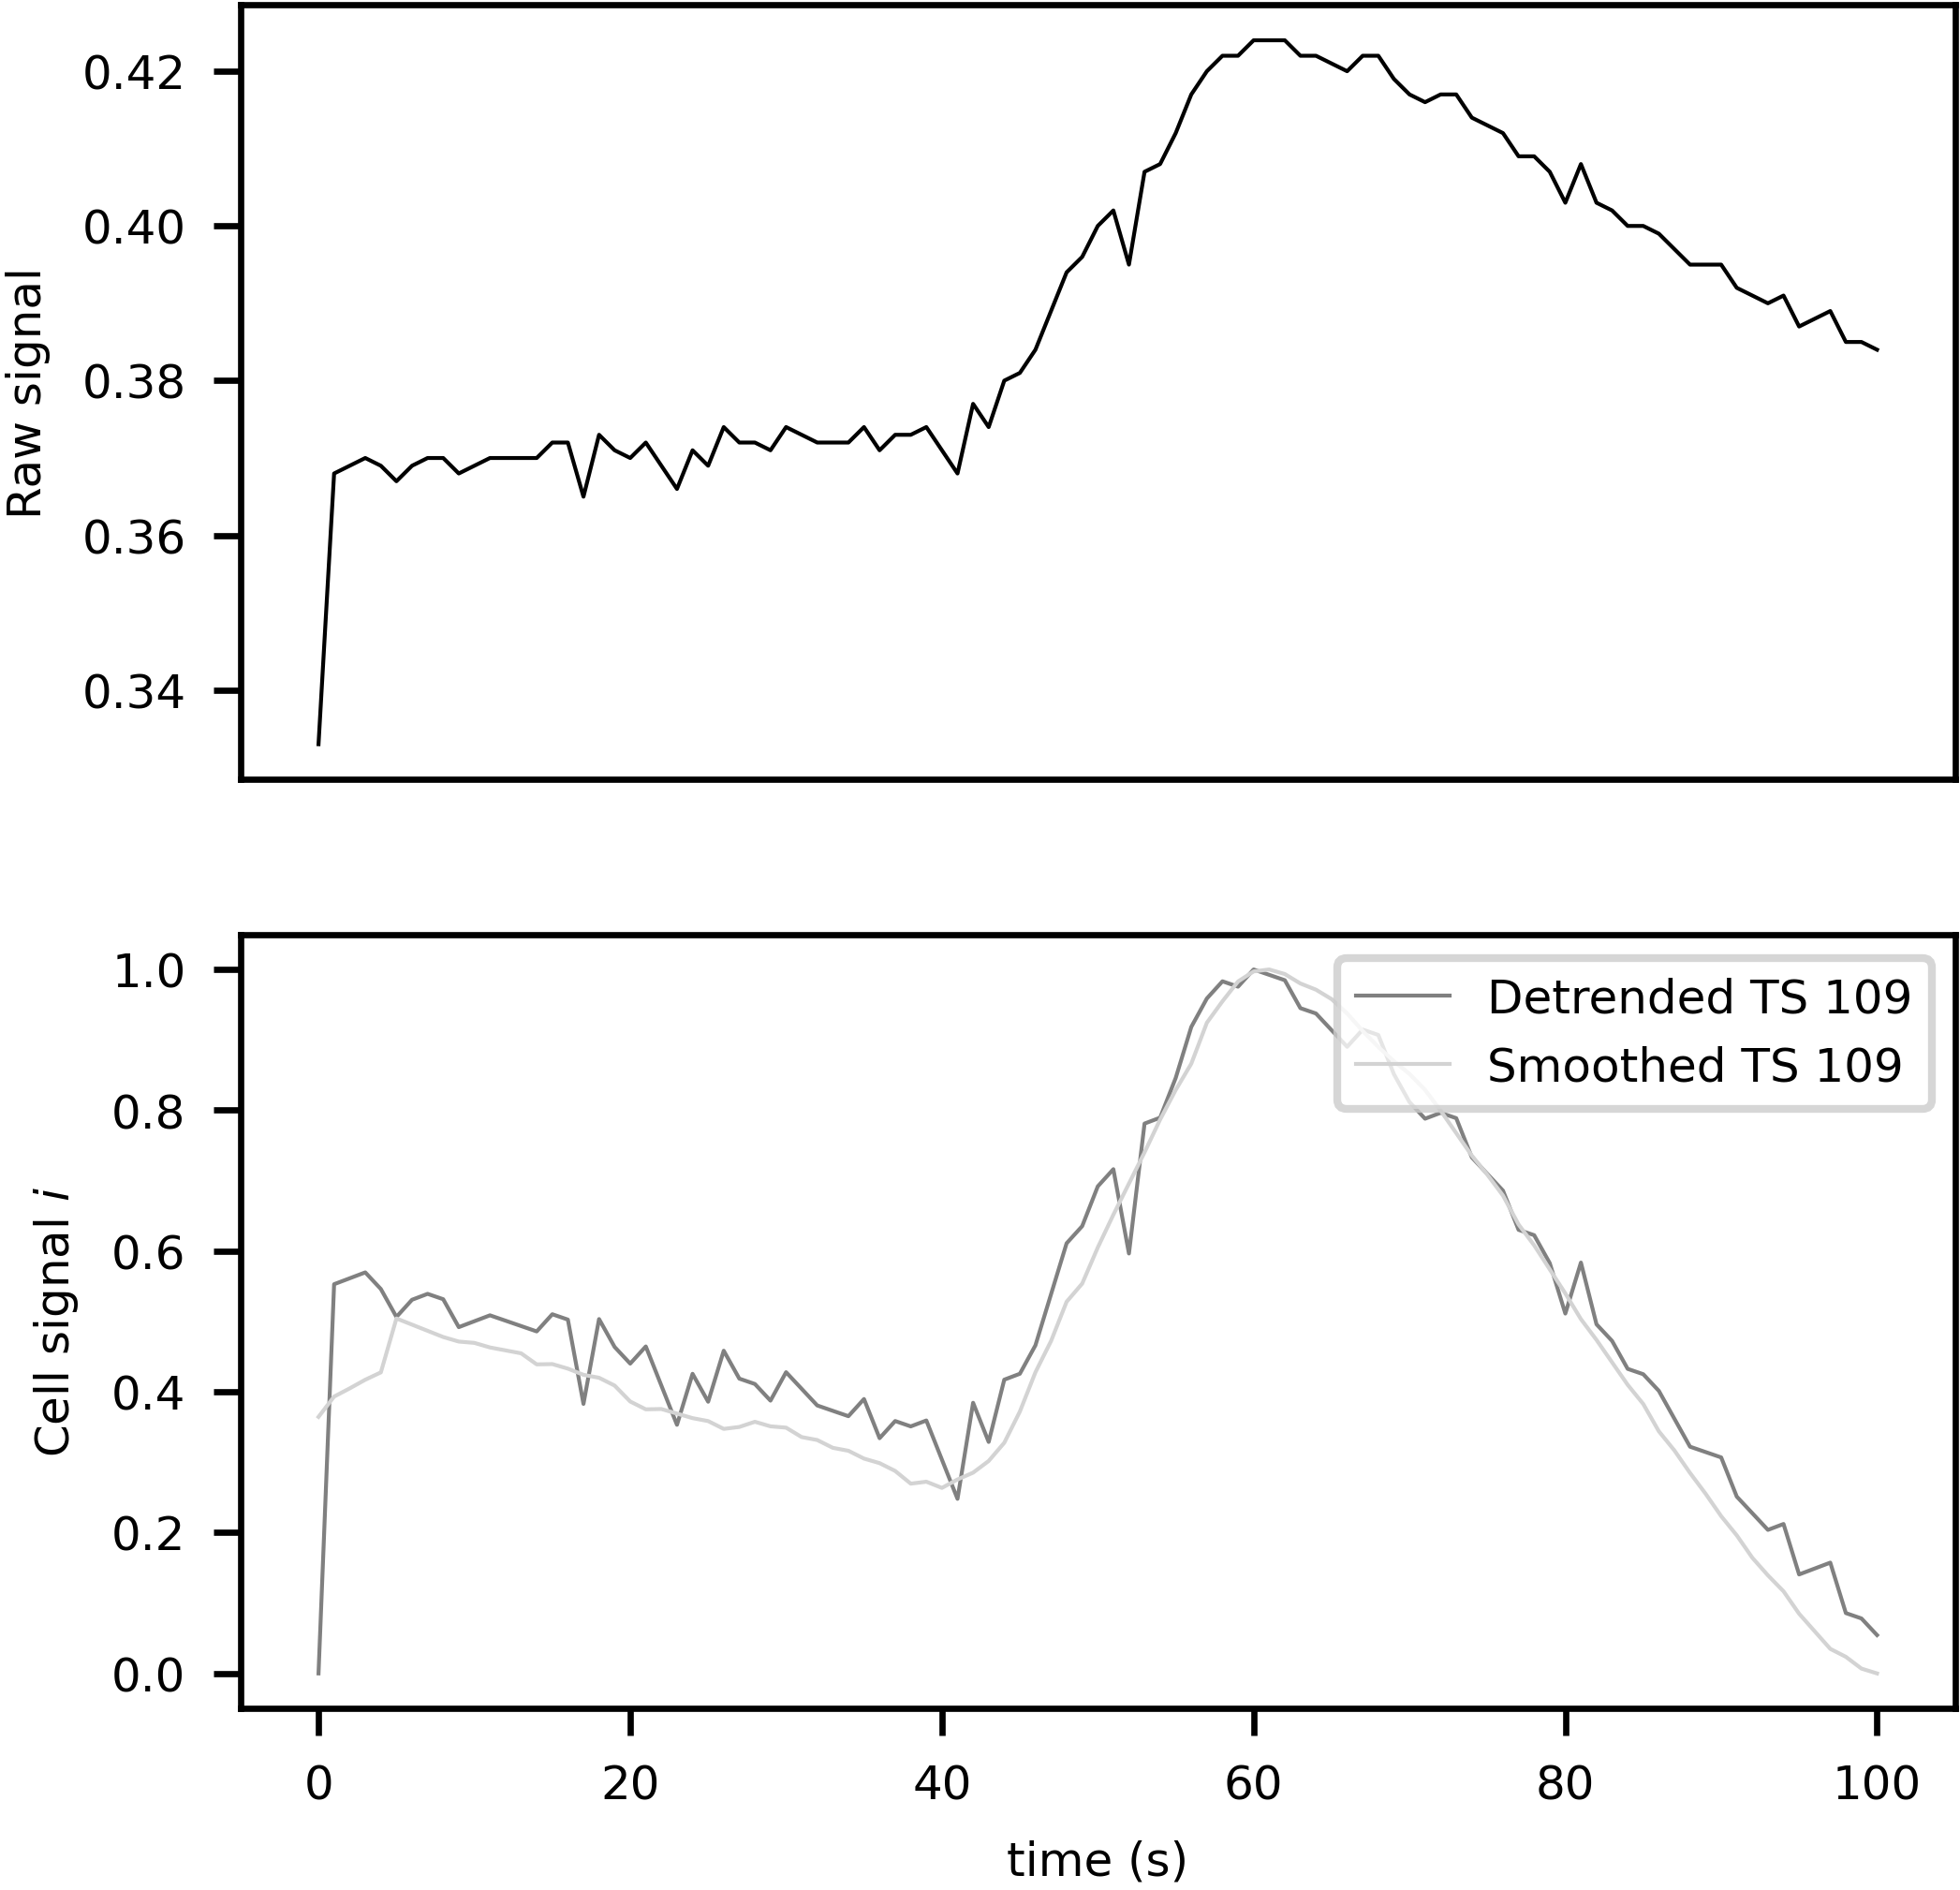 0.42
0.40
0.38
0.36
0.34
Raw signal
1.0
0.8
0.6
0.4
0.2
0.0
Cell signal i
Detrended TS 109
Smoothed TS 109
0 20 40 60 80 100
time (s)